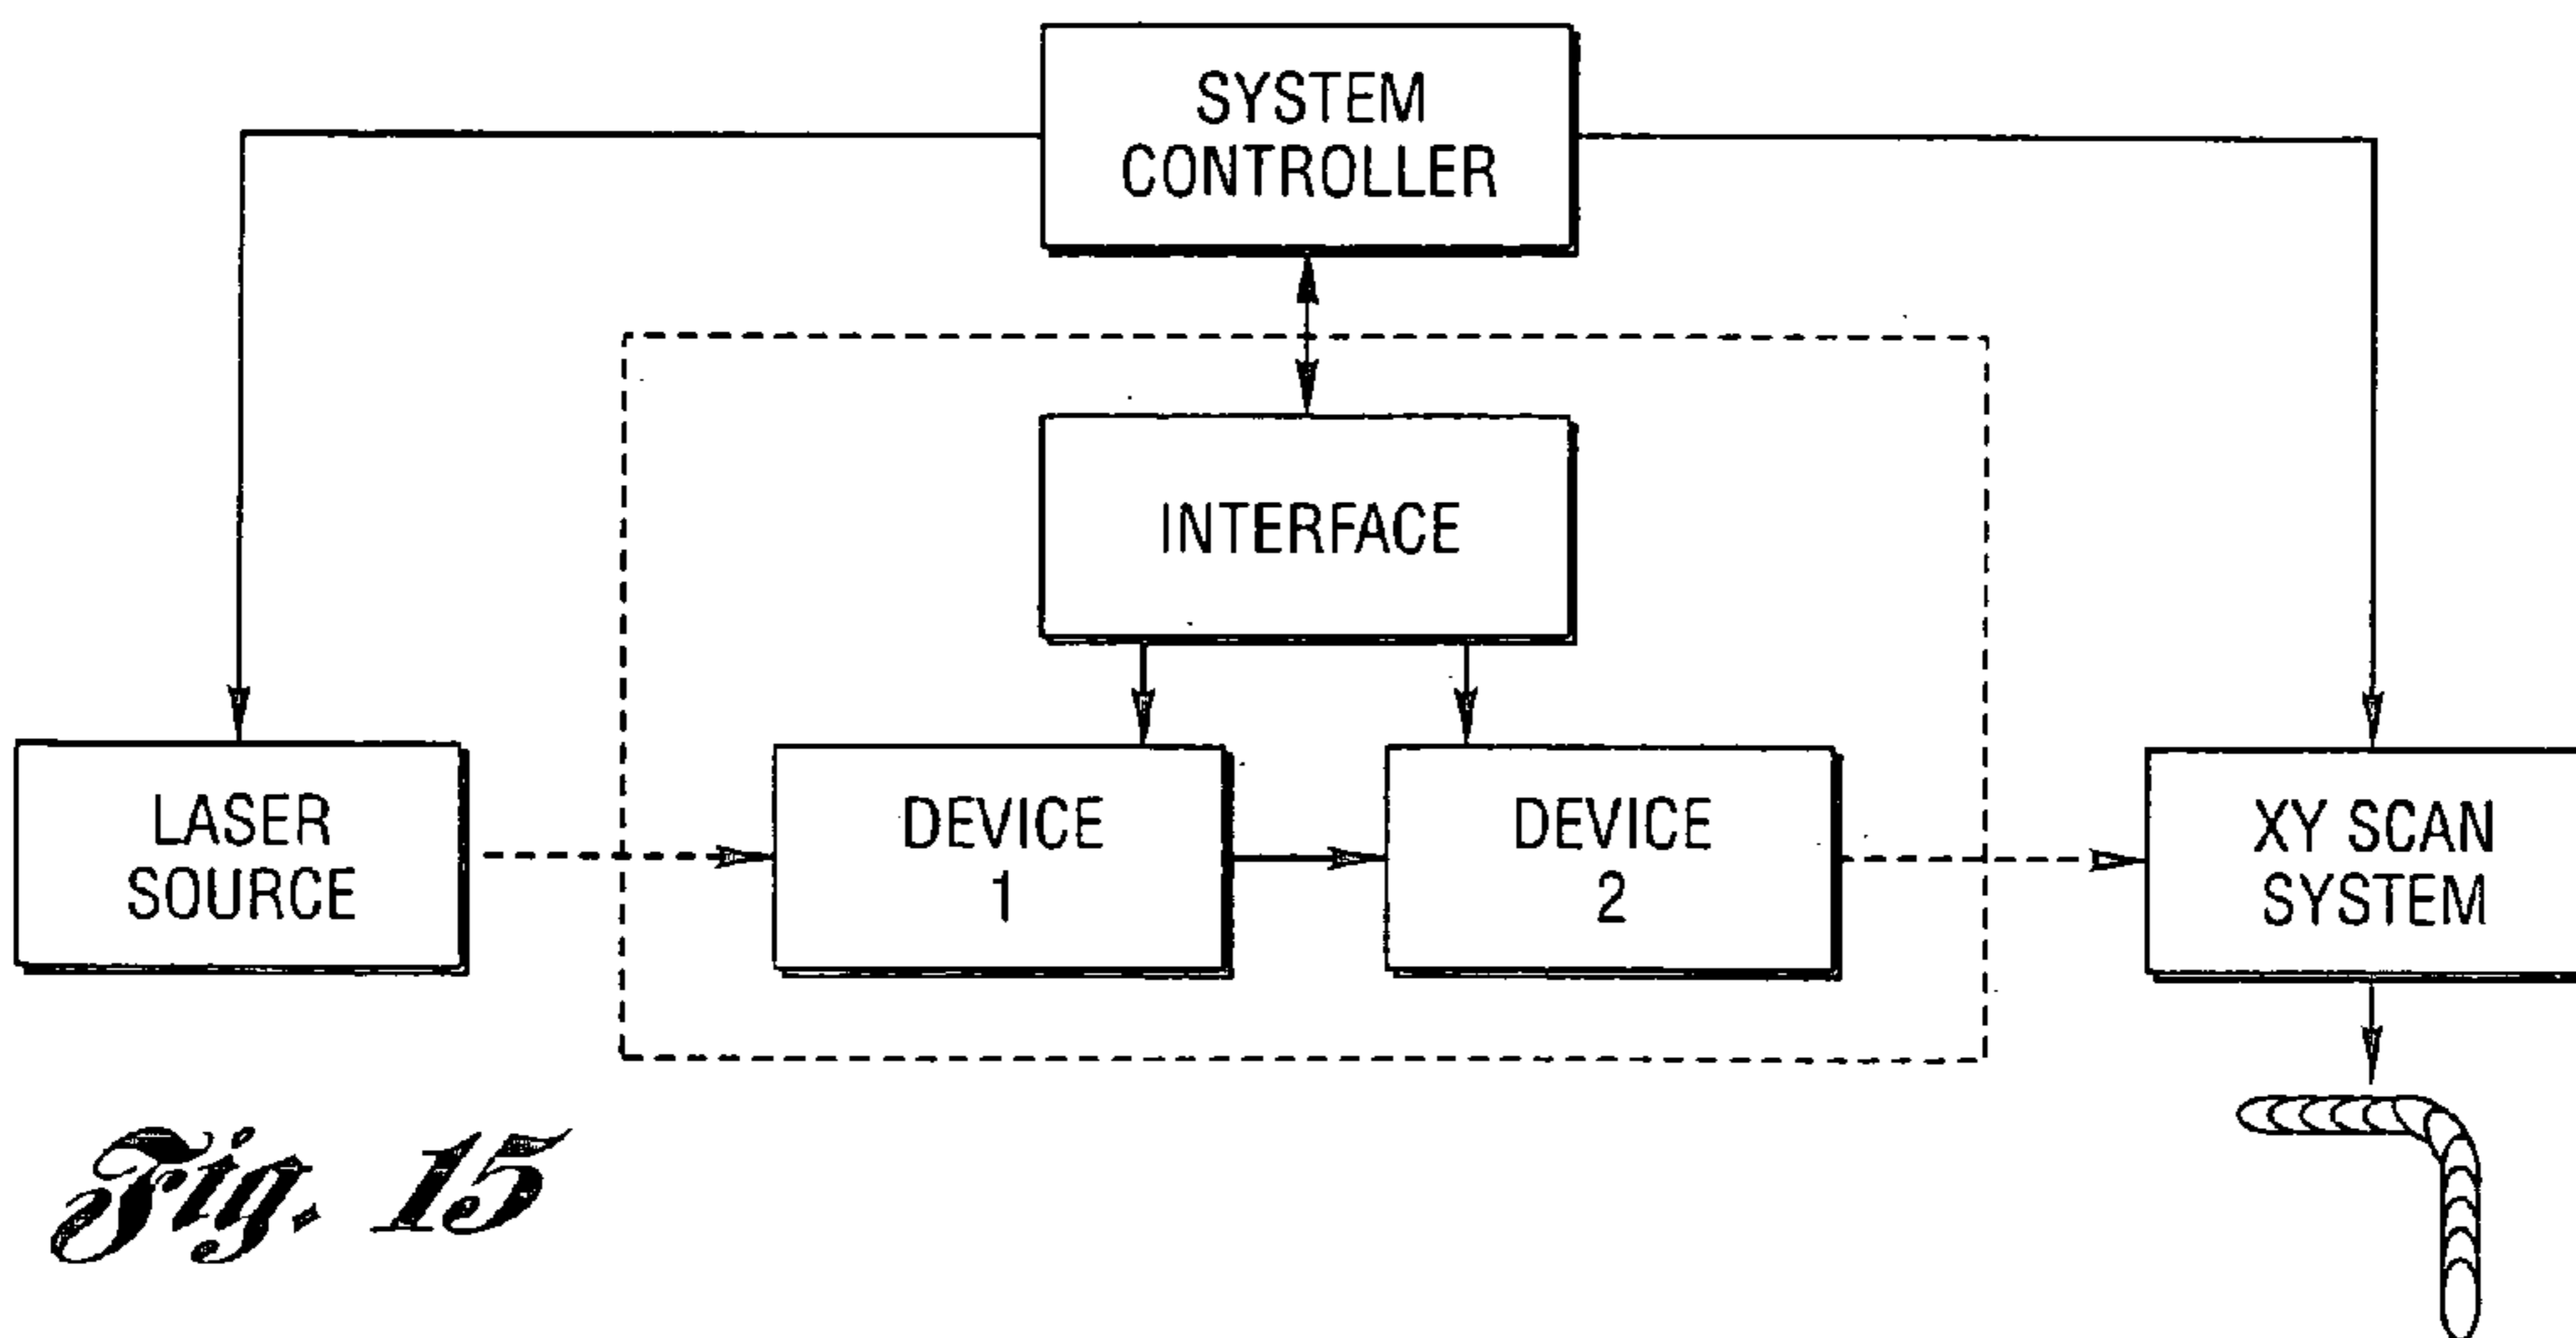 SYSTEM
CONTROLLER
INTERFACE
LASER
SOURCE
DEVICE
1
DEVICE
2
XY SCAN
SYSTEM
Fig. 15